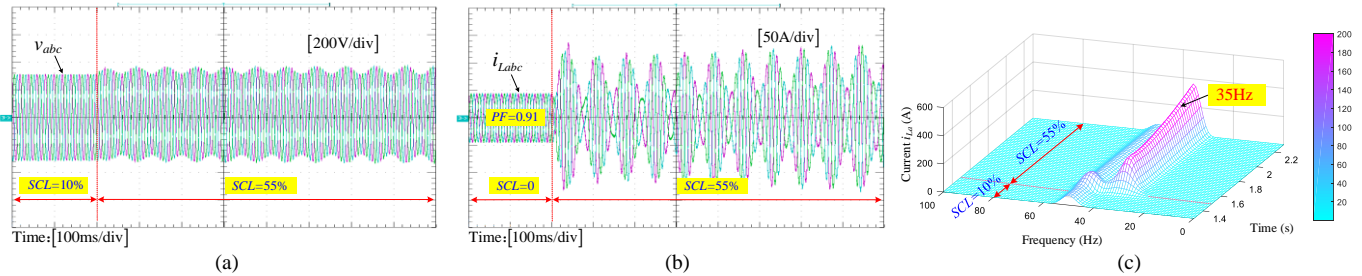 v_abc
[200V/div]
SCL=10%
SCL=55%
Time:[100ms/div]
(a)
[50A/div]
i_Labc
PF=0.91
SCL=0
SCL=55%
Time:[100ms/div]
(b)
35Hz
SCL=55%
SCL=10%
Current i_La (A)
600
400
200
0
100
80
60
40
20
0
Frequency (Hz)
1.4
1.6
1.8
2
2.2
Time (s)
200
180
160
140
120
100
80
60
40
20
(c)